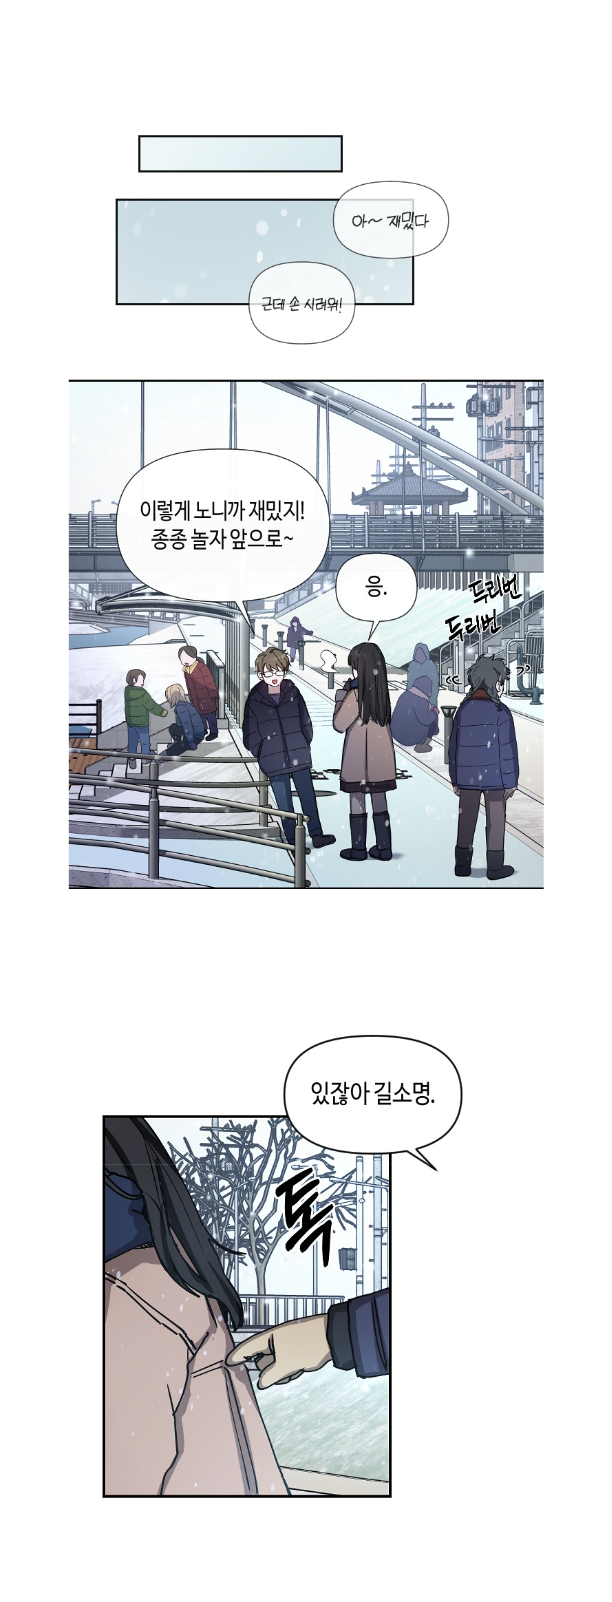 아~ 재밌다
근데 손 시려워!
이렇게 노니까 재밌지!
종종 놀자 앞으로~
응.
두리번
두리번
있잖아 길소명.
톡